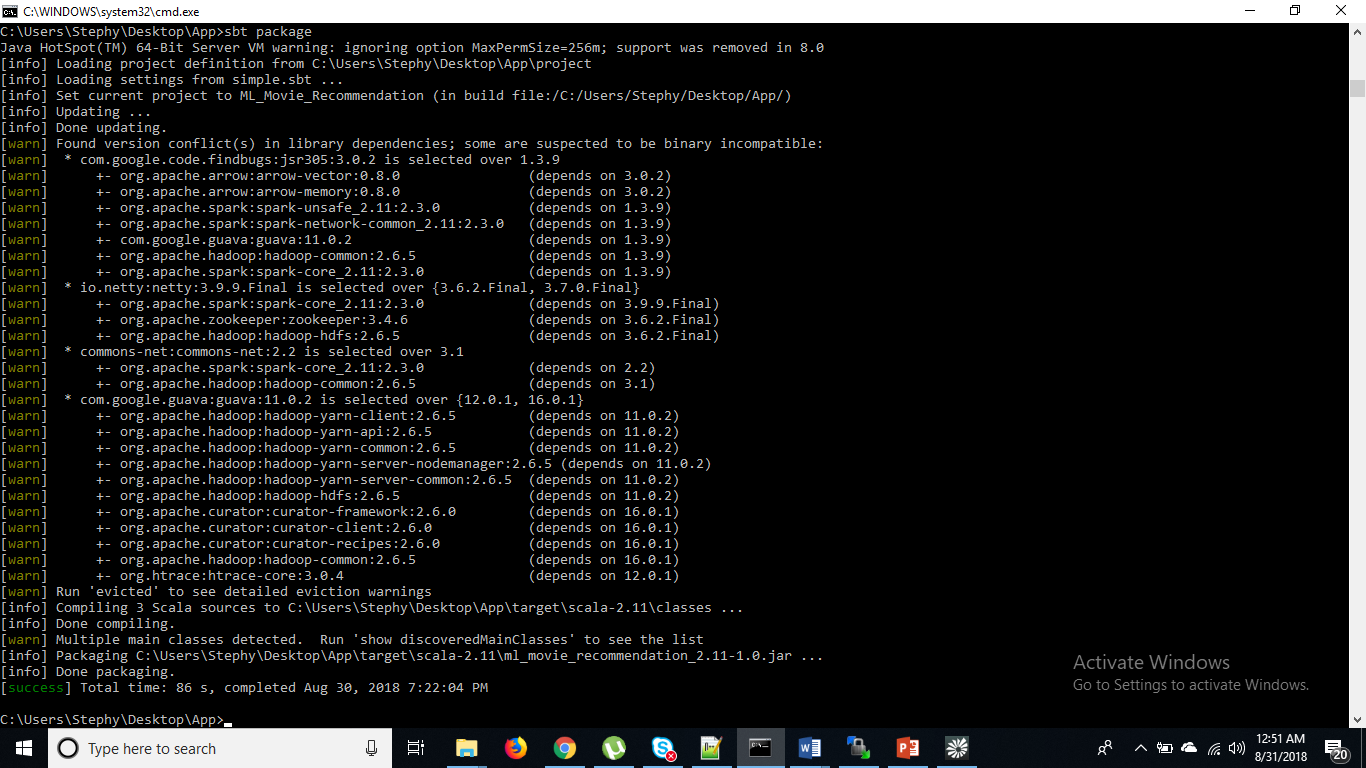 C:\WINDOWS\system32\cmd.exe
C:\Users\Stephy\Desktop\App>sbt package
Java HotSpot(TM) 64-Bit Server VM warning: ignoring option MaxPermSize=256m; support was removed in 8.0
[info] Loading project definition from C:\Users\Stephy\Desktop\App\project
[info] Loading settings from simple.sbt ...
[info] Set current project to ML_Movie_Recommendation (in build file:/C:/Users/Stephy/Desktop/App/)
[info] Updating ...
[info] Done updating.
[warn] Found version conflict(s) in library dependencies; some are suspected to be binary incompatible:
[warn]  * com.google.code.findbugs:jsr305:3.0.2 is selected over 1.3.9
[warn]      +- org.apache.arrow:arrow-vector:0.8.0                (depends on 3.0.2)
[warn]      +- org.apache.arrow:arrow-memory:0.8.0                (depends on 3.0.2)
[warn]      +- org.apache.spark:spark-unsafe_2.11:2.3.0           (depends on 1.3.9)
[warn]      +- org.apache.spark:spark-network-common_2.11:2.3.0   (depends on 1.3.9)
[warn]      +- com.google.guava:guava:11.0.2                      (depends on 1.3.9)
[warn]      +- org.apache.hadoop:hadoop-common:2.6.5              (depends on 1.3.9)
[warn]      +- org.apache.spark:spark-core_2.11:2.3.0             (depends on 1.3.9)
[warn]  * io.netty:netty:3.9.9.Final is selected over {3.6.2.Final, 3.7.0.Final}
[warn]      +- org.apache.spark:spark-core_2.11:2.3.0             (depends on 3.9.9.Final)
[warn]      +- org.apache.zookeeper:zookeeper:3.4.6               (depends on 3.6.2.Final)
[warn]      +- org.apache.hadoop:hadoop-hdfs:2.6.5                (depends on 3.6.2.Final)
[warn]  * commons-net:commons-net:2.2 is selected over 3.1
[warn]      +- org.apache.spark:spark-core_2.11:2.3.0             (depends on 2.2)
[warn]      +- org.apache.hadoop:hadoop-common:2.6.5              (depends on 3.1)
[warn]  * com.google.guava:guava:11.0.2 is selected over {12.0.1, 16.0.1}
[warn]      +- org.apache.hadoop:hadoop-yarn-client:2.6.5         (depends on 11.0.2)
[warn]      +- org.apache.hadoop:hadoop-yarn-api:2.6.5            (depends on 11.0.2)
[warn]      +- org.apache.hadoop:hadoop-yarn-common:2.6.5         (depends on 11.0.2)
[warn]      +- org.apache.hadoop:hadoop-yarn-server-nodemanager:2.6.5 (depends on 11.0.2)
[warn]      +- org.apache.hadoop:hadoop-yarn-server-common:2.6.5  (depends on 11.0.2)
[warn]      +- org.apache.hadoop:hadoop-hdfs:2.6.5                (depends on 11.0.2)
[warn]      +- org.apache.curator:curator-framework:2.6.0         (depends on 16.0.1)
[warn]      +- org.apache.curator:curator-client:2.6.0            (depends on 16.0.1)
[warn]      +- org.apache.curator:curator-recipes:2.6.0           (depends on 16.0.1)
[warn]      +- org.apache.hadoop:hadoop-common:2.6.5              (depends on 16.0.1)
[warn]      +- org.htrace:htrace-core:3.0.4                       (depends on 12.0.1)
[warn] Run 'evicted' to see detailed eviction warnings
[info] Compiling 3 Scala sources to C:\Users\Stephy\Desktop\App\target\scala-2.11\classes ...
[info] Done compiling.
[warn] Multiple main classes detected.  Run 'show discoveredMainClasses' to see the list
[info] Packaging C:\Users\Stephy\Desktop\App\target\scala-2.11\ml_movie_recommendation_2.11-1.0.jar ...
[info] Done packaging.
[success] Total time: 86 s, completed Aug 30, 2018 7:22:04 PM
C:\Users\Stephy\Desktop\App>
Activate Windows
Go to Settings to activate Windows.
Type here to search
12:51 AM
8/31/2018
20